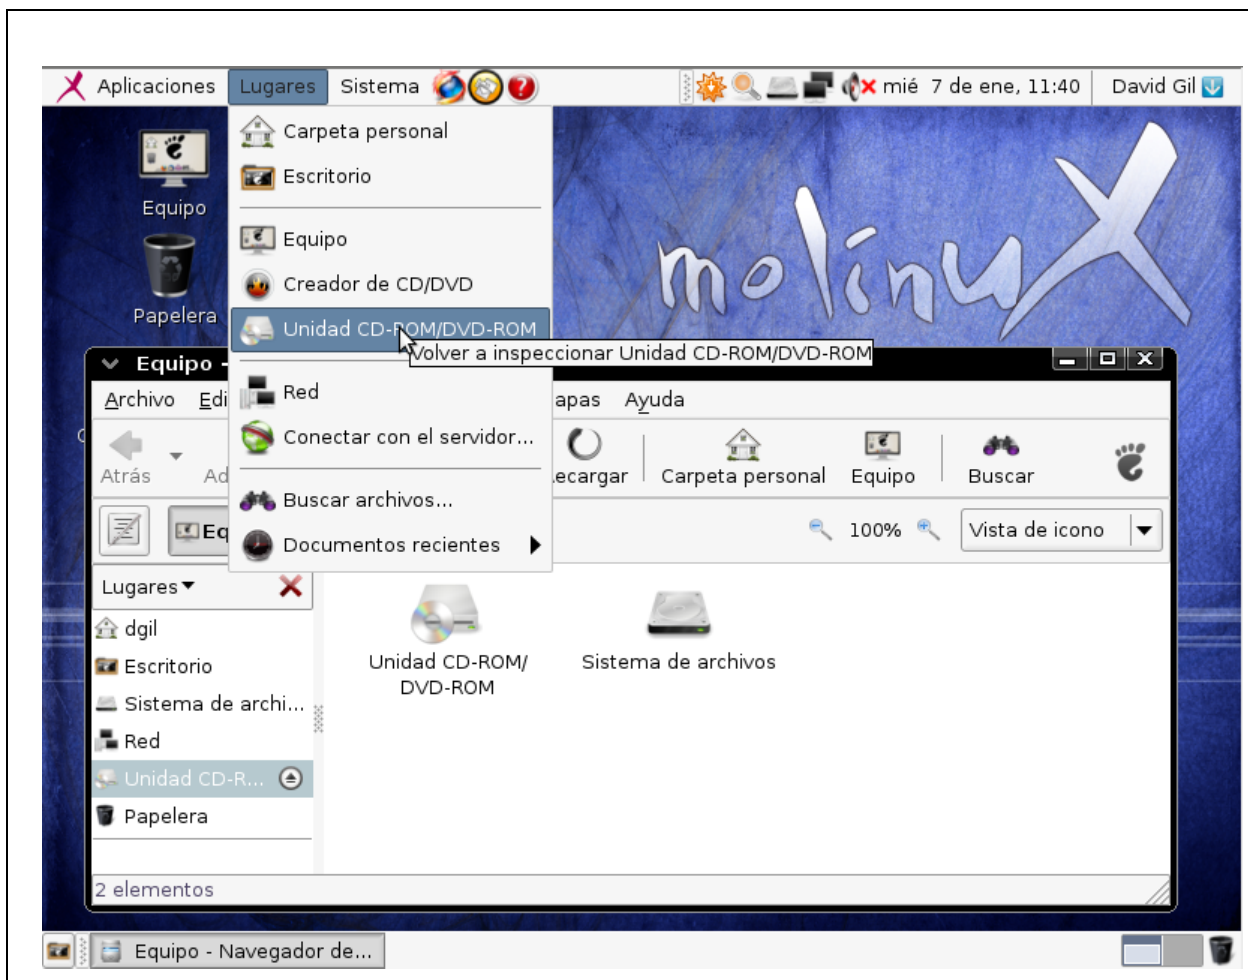 Aplicaciones Lugares Sistema mié 7 de ene, 11:40 David Gil
Carpeta personal
Escritorio
Equipo
Creador de CD/DVD
Unidad CD-ROM/DVD-ROM
Volver a inspeccionar Unidad CD-ROM/DVD-ROM
Red
Conectar con el servidor...
Buscar archivos...
Documentos recientes
Equipo
Papelera
molinux
Equipo -
Archivo Edi apas Ayuda
Atrás Ad ecargar Carpeta personal Equipo Buscar
Eq 100% Vista de icono
Lugares
dgil
Escritorio
Sistema de archi...
Red
Unidad CD-R...
Papelera
Unidad CD-ROM/
DVD-ROM
Sistema de archivos
2 elementos
Equipo - Navegador de...